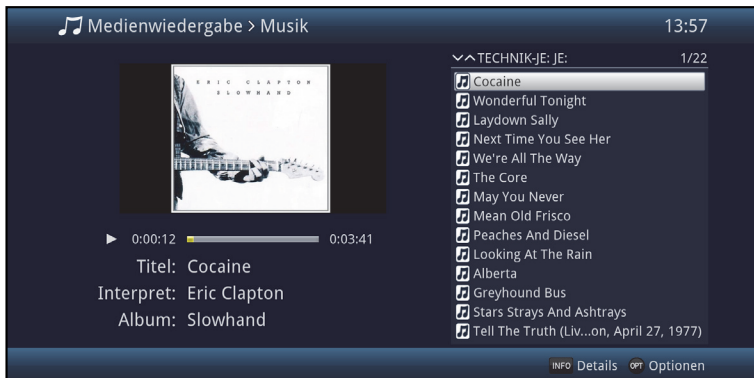 Medienwiedergabe > Musik
13:57
ERIC CLAPTON
SLOWHAND
0:00:12
0:03:41
Titel: Cocaine
Interpret: Eric Clapton
Album: Slowhand
TECHNIK-JE: JE: 1/22
Cocaine
Wonderful Tonight
Laydown Sally
Next Time You See Her
We're All The Way
The Core
May You Never
Mean Old Frisco
Peaches And Diesel
Looking At The Rain
Alberta
Greyhound Bus
Stars Strays And Ashtrays
Tell The Truth (Liv...on, April 27, 1977)
INFO Details OPT Optionen